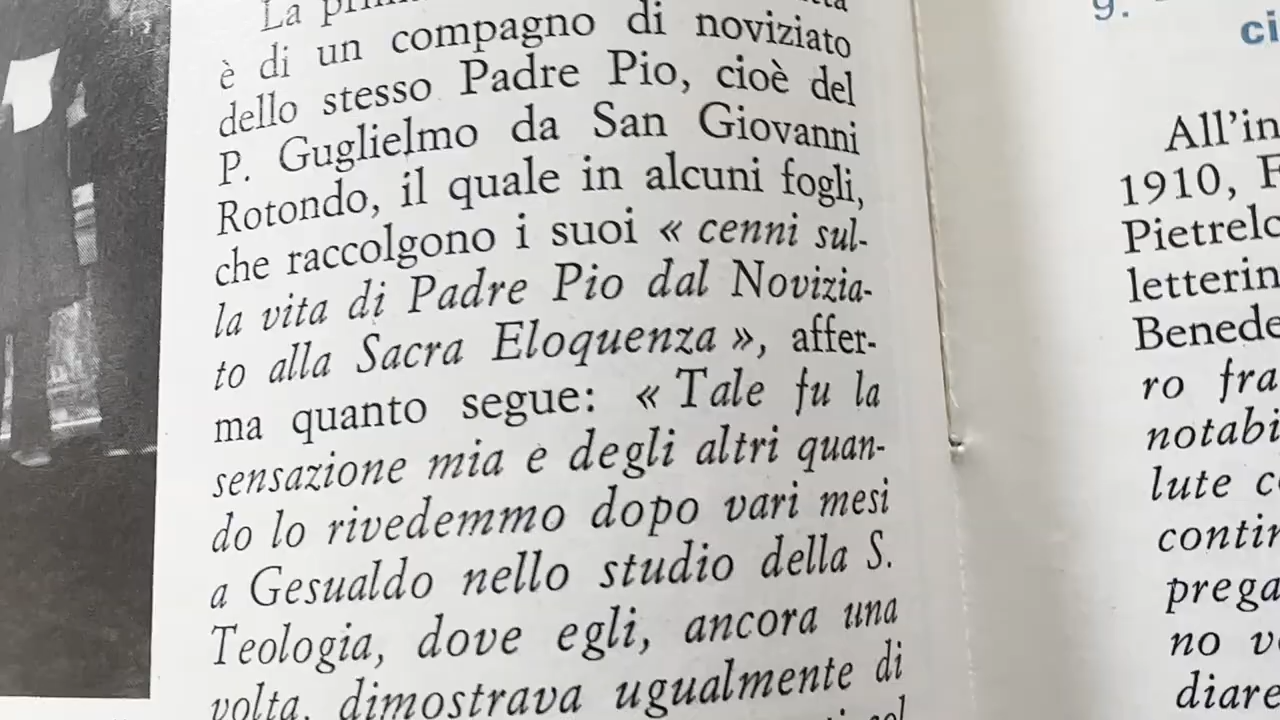 La
è di un compagno di noviziato
dello stesso Padre Pio, cioè del
P. Guglielmo da San Giovanni
Rotondo, il quale in alcuni fogli,
che raccolgono i suoi « cenni sul-
la vita di Padre Pio dal Novizia-
to alla Sacra Eloquenza », affer-
ma quanto segue: « Tale fu la
sensazione mia e degli altri quan-
do lo rivedemmo dopo vari mesi
a Gesualdo nello studio della S.
Teologia, dove egli, ancora una
volta, dimostrava ugualmente di
9.
ci
All'in
1910, F
Pietrelc
letterin
Benede
ro fra
notabi
lute c
contin
prega
no v
diare